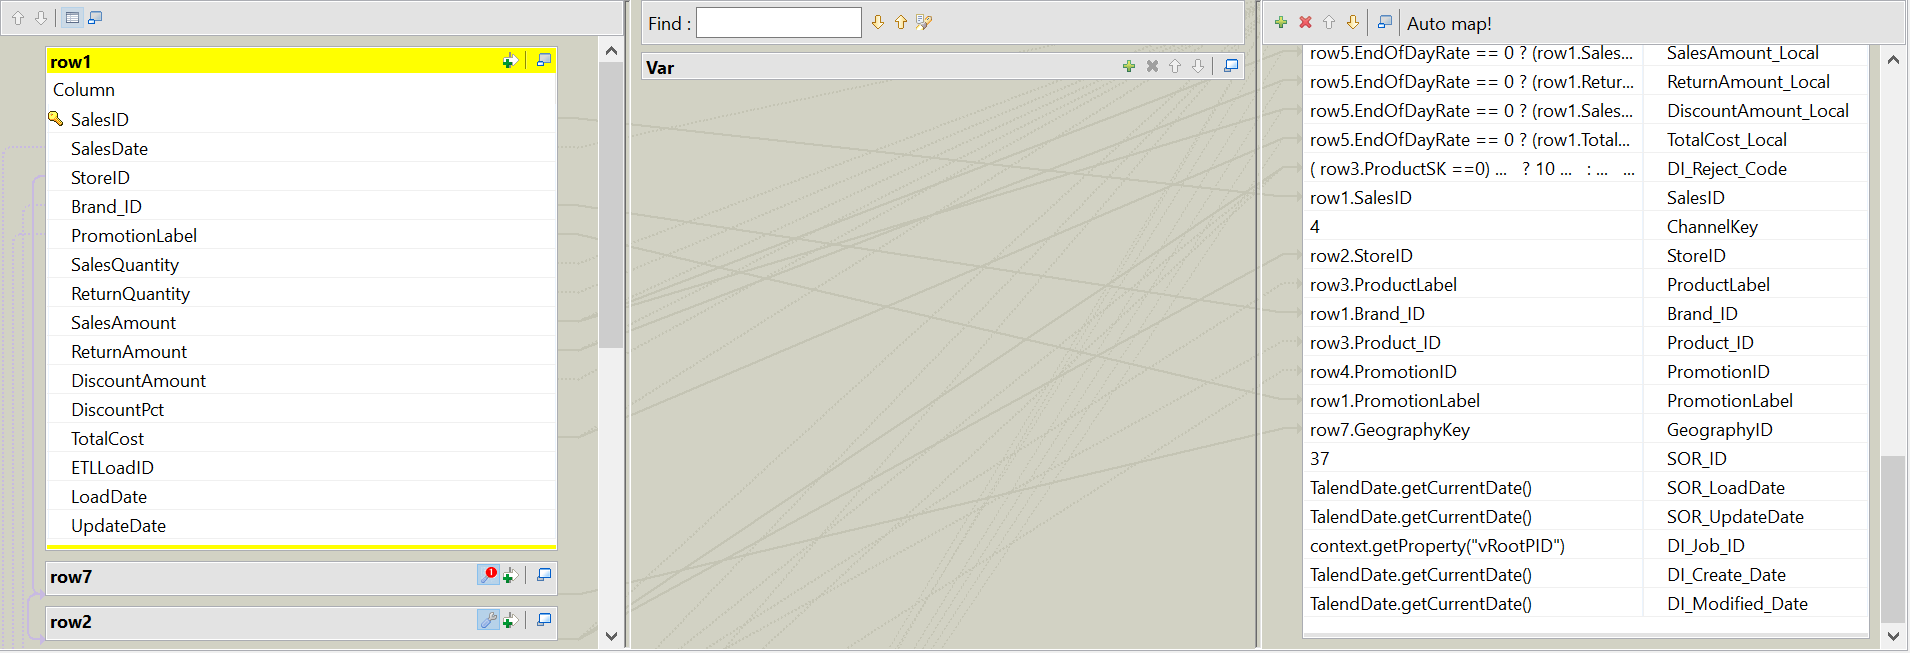 row1
Column
SalesID
SalesDate
StoreID
Brand_ID
PromotionLabel
SalesQuantity
ReturnQuantity
SalesAmount
ReturnAmount
DiscountAmount
DiscountPct
TotalCost
ETLLoadID
LoadDate
UpdateDate
row7
row2
Find :
Var
Auto map!
row5.EndOfDayRate == 0 ? (row1.Sales... SalesAmount_Local
row5.EndOfDayRate == 0 ? (row1.Retur... ReturnAmount_Local
row5.EndOfDayRate == 0 ? (row1.Sales... DiscountAmount_Local
row5.EndOfDayRate == 0 ? (row1.Total... TotalCost_Local
( row3.ProductSK ==0) ... ? 10 ... : ... ... DI_Reject_Code
row1.SalesID SalesID
4 ChannelKey
row2.StoreID StoreID
row3.ProductLabel ProductLabel
row1.Brand_ID Brand_ID
row3.Product_ID Product_ID
row4.PromotionID PromotionID
row1.PromotionLabel PromotionLabel
row7.GeographyKey GeographyID
37 SOR_ID
TalendDate.getCurrentDate() SOR_LoadDate
TalendDate.getCurrentDate() SOR_UpdateDate
context.getProperty("vRootPID") DI_Job_ID
TalendDate.getCurrentDate() DI_Create_Date
TalendDate.getCurrentDate() DI_Modified_Date